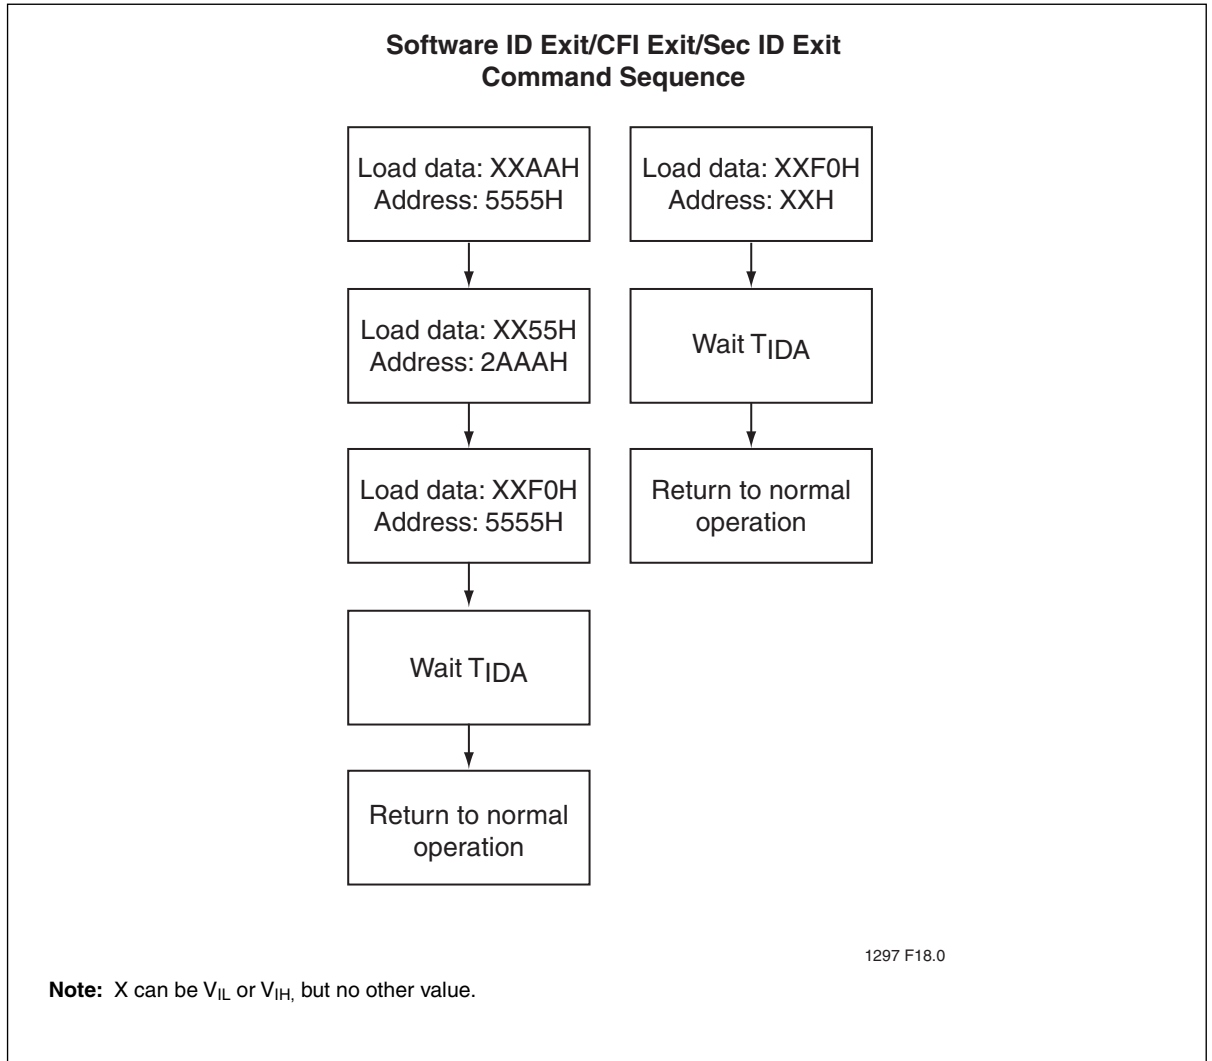 Software ID Exit/CFI Exit/Sec ID Exit
Command Sequence
Load data: XXAAH
Address: 5555H
Load data: XX55H
Address: 2AAAH
Load data: XXF0H
Address: 5555H
Wait TIDA
Return to normal
operation
Load data: XXF0H
Address: XXH
Wait TIDA
Return to normal
operation
1297 F18.0
Note: X can be VIL or VIH, but no other value.